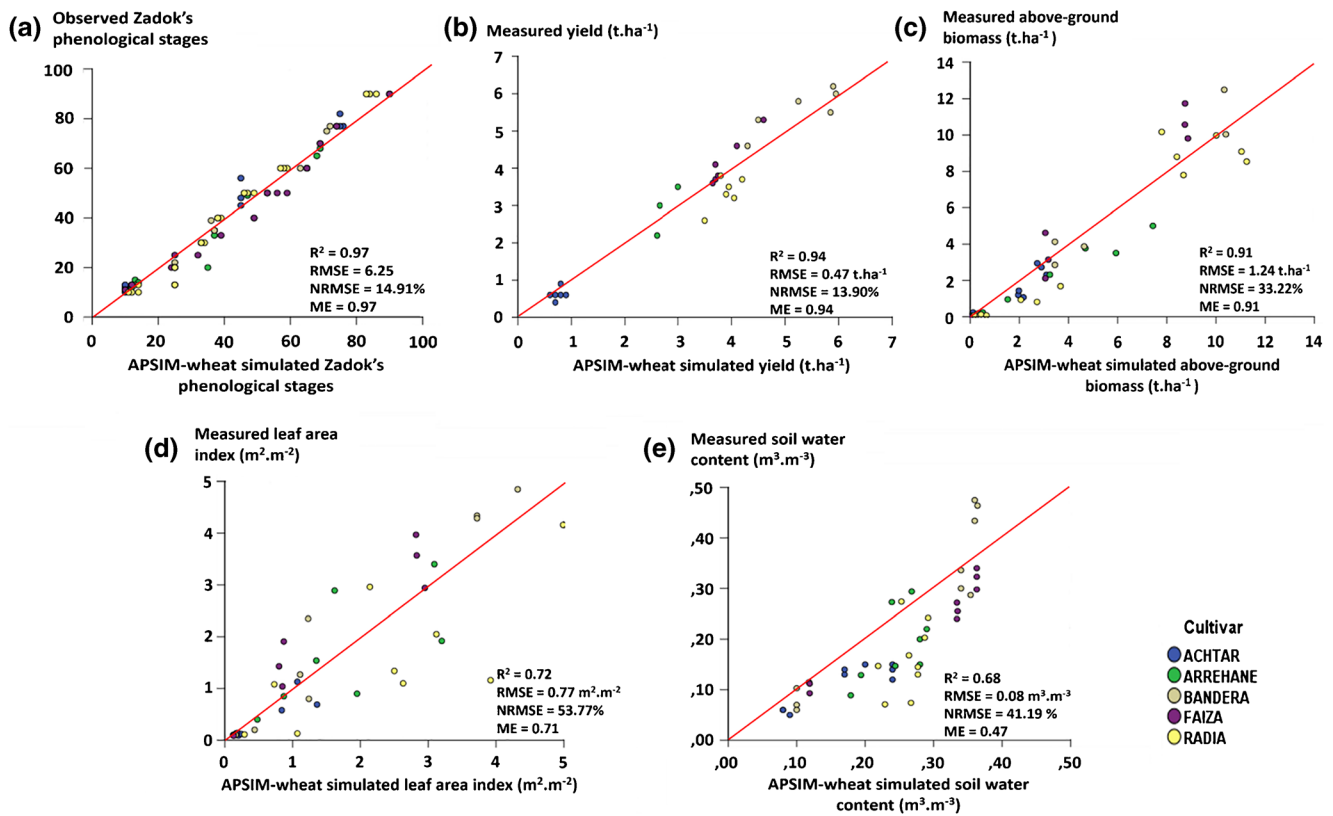 (a)
Observed Zadok's
phenological stages
100
80
60
40
20
0
0 20 40 60 80 100
R² = 0.97
RMSE = 6.25
NRMSE = 14.91%
ME = 0.97
APSIM-wheat simulated Zadok's
phenological stages
(b) Measured yield (t.ha⁻¹)
7
6
5
4
3
2
1
0
0 1 2 3 4 5 6 7
R² = 0.94
RMSE = 0.47 t.ha⁻¹
NRMSE = 13.90%
ME = 0.94
APSIM-wheat simulated yield (t.ha⁻¹)
(c)
Measured above-ground
biomass (t.ha⁻¹)
14
12
10
8
6
4
2
0
0 2 4 6 8 10 12 14
R² = 0.91
RMSE = 1.24 t.ha⁻¹
NRMSE = 33.22%
ME = 0.91
APSIM-wheat simulated above-ground
biomass (t.ha⁻¹)
(d)
Measured leaf area
index (m².m⁻²)
5
4
3
2
1
0
0 1 2 3 4 5
R² = 0.72
RMSE = 0.77 m².m⁻²
NRMSE = 53.77%
ME = 0.71
APSIM-wheat simulated leaf area index (m².m⁻²)
(e)
Measured soil water
content (m³.m⁻³)
,50
,40
,30
,20
,10
,00
,00 ,10 ,20 ,30 ,40 ,50
R² = 0.68
RMSE = 0.08 m³.m⁻³
NRMSE = 41.19 %
ME = 0.47
APSIM-wheat simulated soil water
content (m³.m⁻³)
Cultivar
ACHTAR
ARREHANE
BANDERA
FAIZA
RADIA